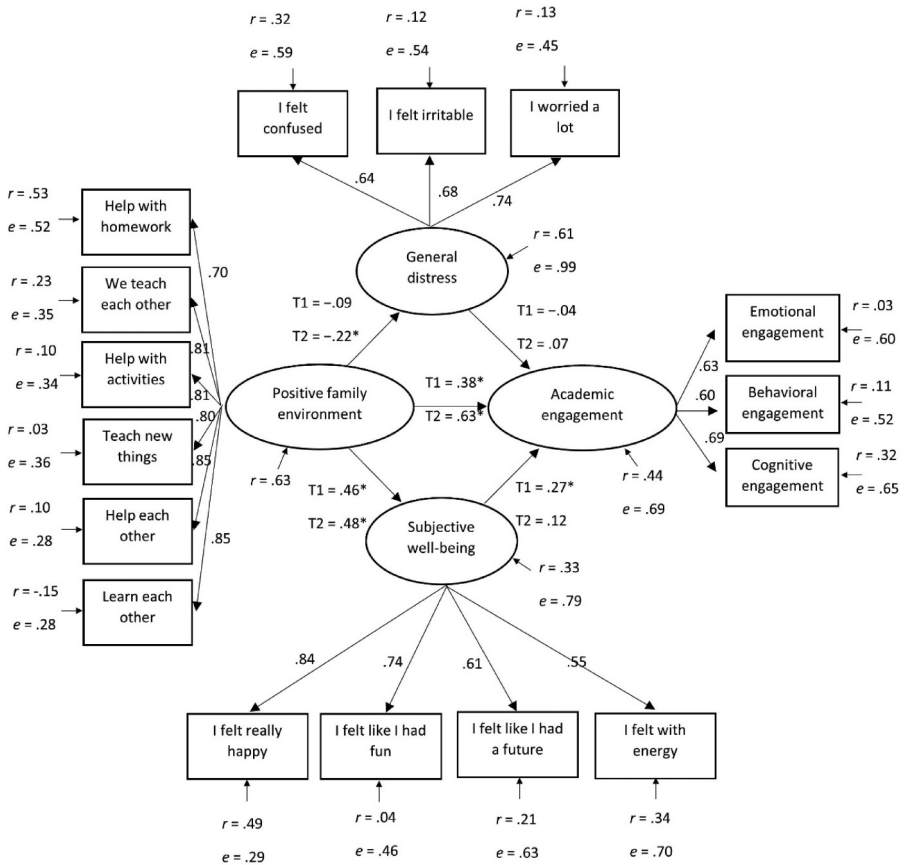 r = .32
e = .59
r = .12
e = .54
r = .13
e = .45
I felt
confused
I felt irritable
I worried a
lot
.64
.68
.74
r = .53
e = .52
Help with
homework
.70
r = .23
e = .35
We teach
each other
.81
r = .10
e = .34
Help with
activities
.81
r = .03
e = .36
Teach new
things
.80
r = .10
e = .28
Help each
other
.85
r = -.15
e = .28
Learn each
other
.85
General
distress
r = .61
e = .99
T1 = −.09
T2 = −.22*
T1 = −.04
T2 = .07
Positive family
environment
r = .63
T1 = .38*
T2 = .63*
Academic
engagement
r = .44
e = .69
T1 = .46*
T2 = .48*
T1 = .27*
T2 = .12
Subjective
well-being
r = .33
e = .79
Emotional
engagement
r = .03
e = .60
.63
Behavioral
engagement
r = .11
e = .52
.60
Cognitive
engagement
r = .32
e = .65
.69
.84
.74
.61
.55
I felt really
happy
I felt like I had
fun
I felt like I had
a future
I felt with
energy
r = .49
e = .29
r = .04
e = .46
r = .21
e = .63
r = .34
e = .70